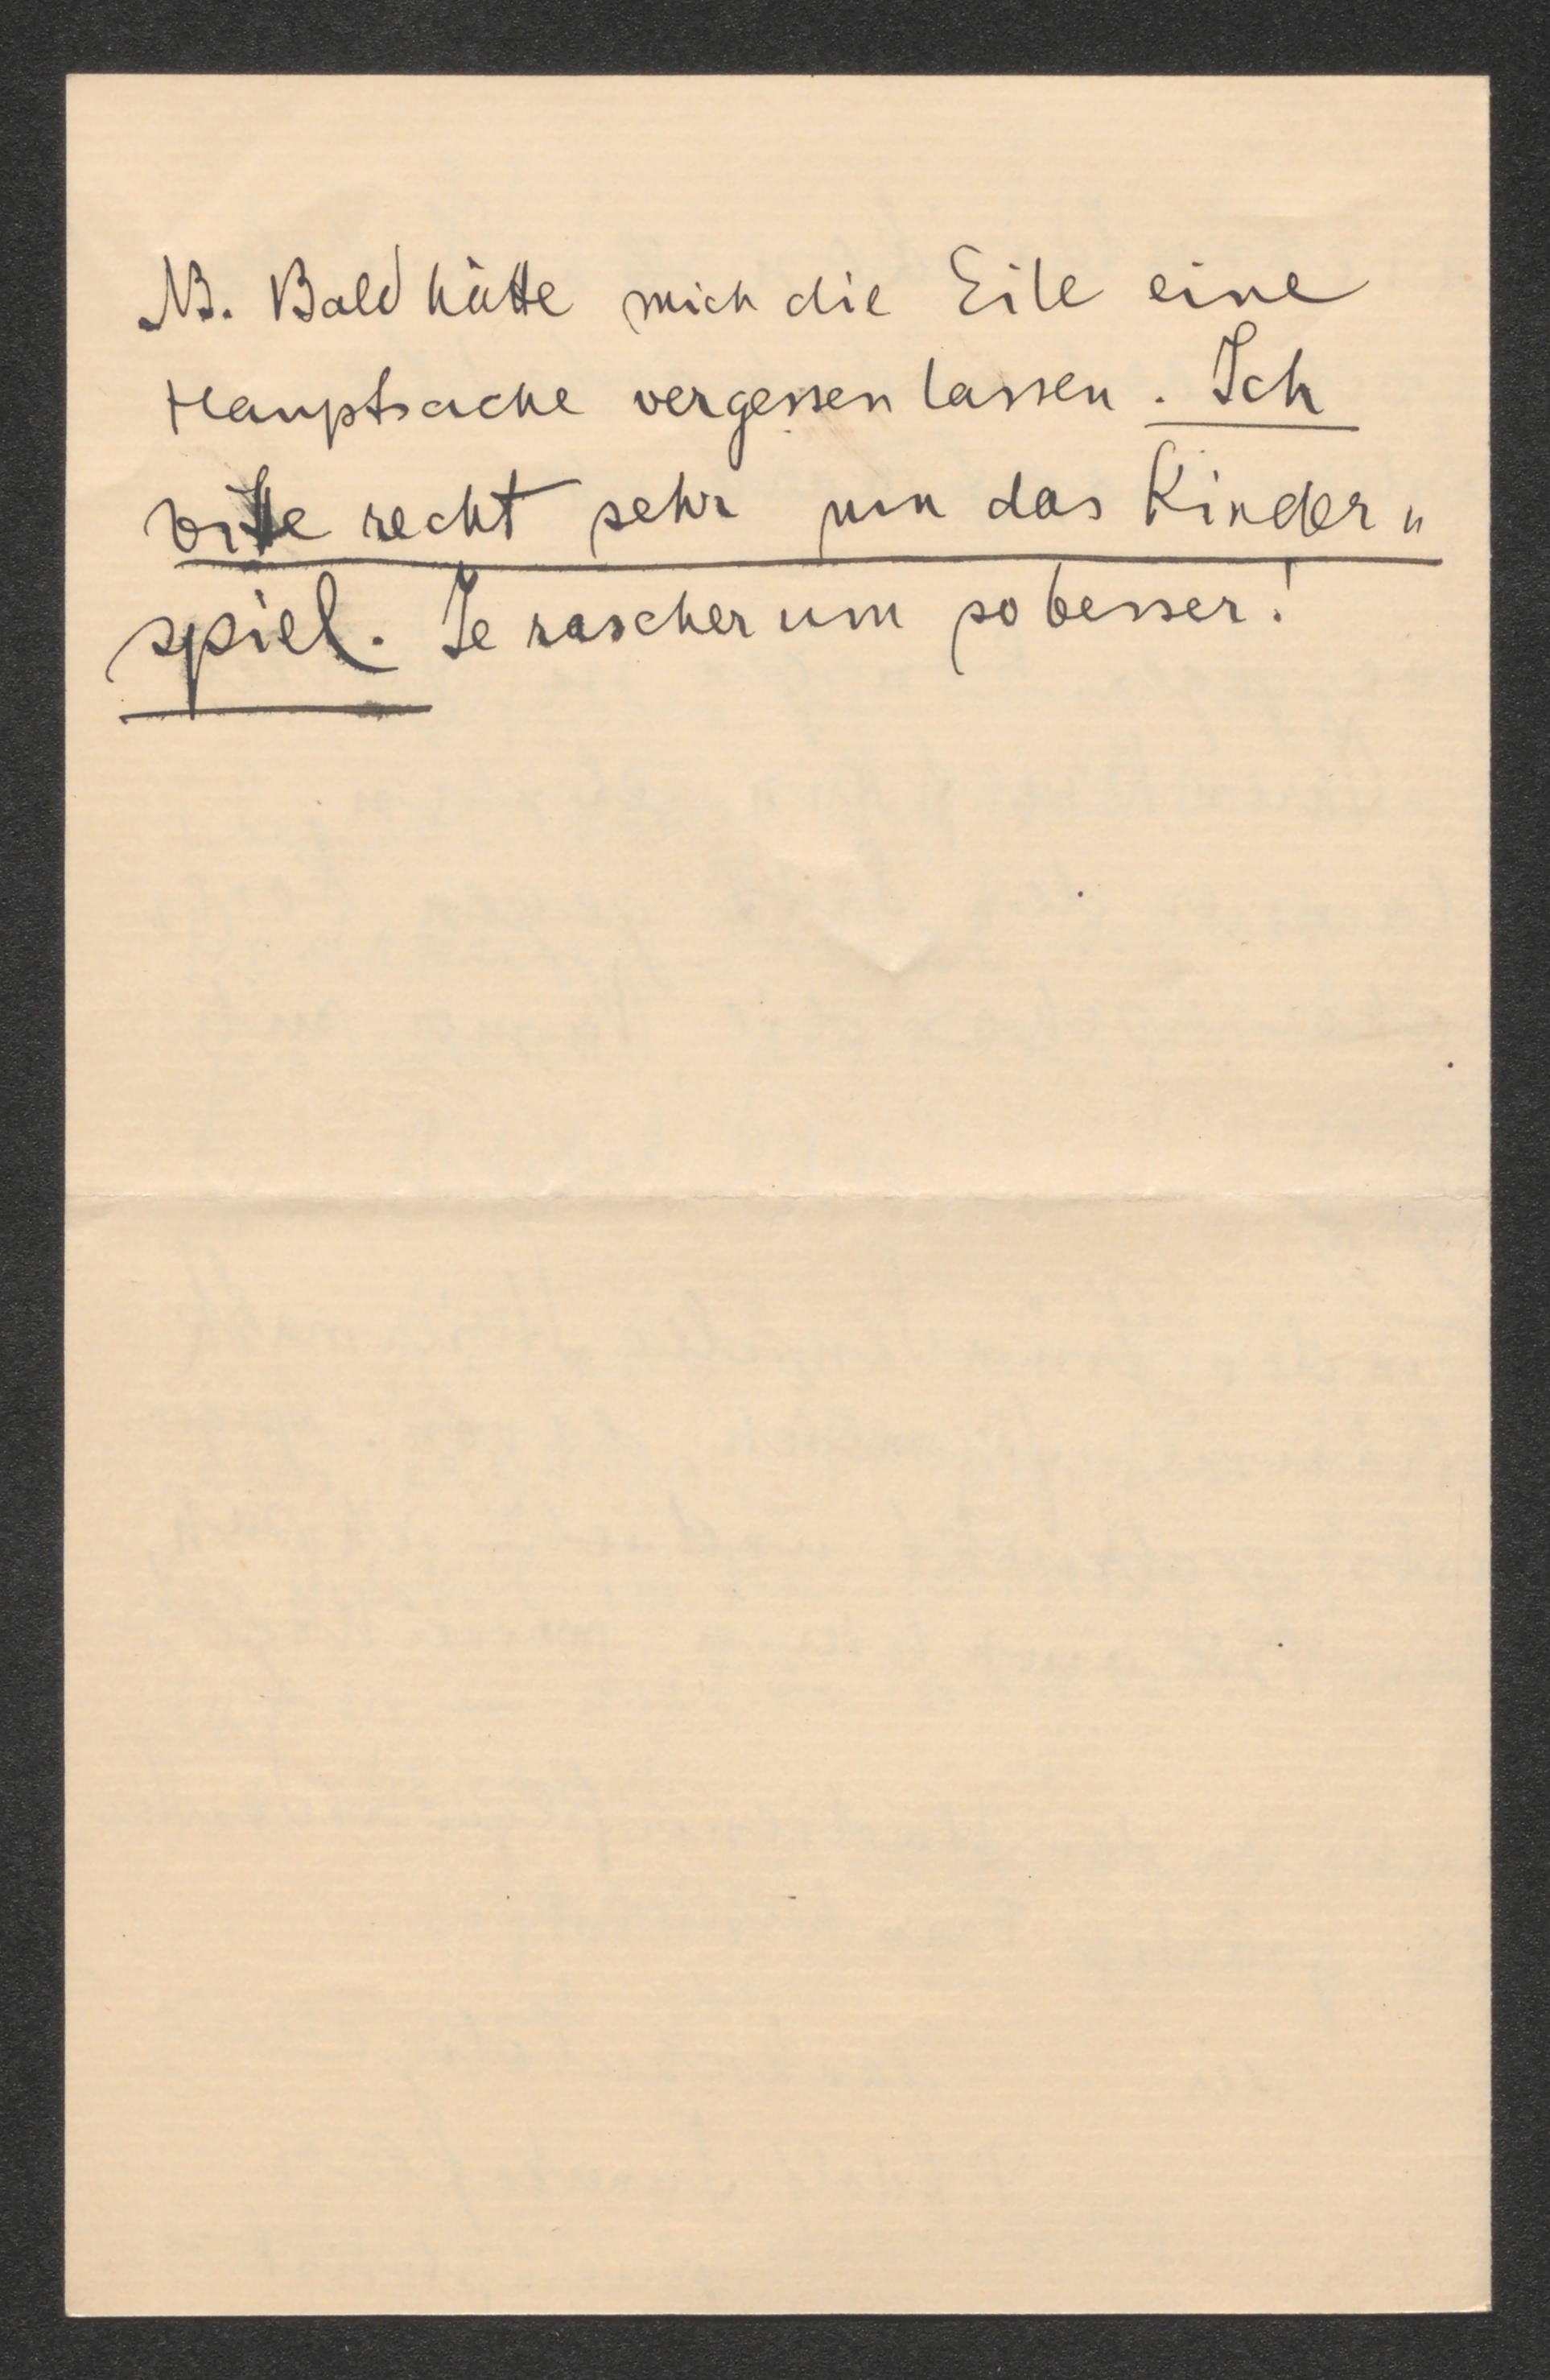 NB. Bald hätte mich die Eile eine
Hauptsache vergessen lassen. Ich
bitte recht sehr um das Kinder„
spiel. Je rascher um so besser!